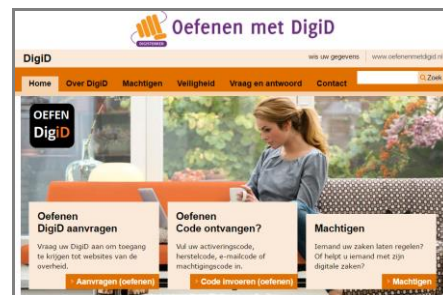 Oefenen met DigiD
DigiD
wis uw gegevens | www.oefenenmetdigid.nl
Home Over DigiD Machtigen Veiligheid Vraag en antwoord Contact Zoek
OEFEN
DigiD
Oefenen
DigiD aanvragen
Vraag uw DigiD aan om toegang
te krijgen tot websites van de
overheid.
› Aanvragen (oefenen)
Oefenen
Code ontvangen?
Vul uw activeringscode,
herstelcode, e-mailcode of
machtigingscode in.
› Code invoeren (oefenen)
Machtigen
Iemand uw zaken laten regelen?
Of helpt u iemand met zijn
digitale zaken?
› Machtigen